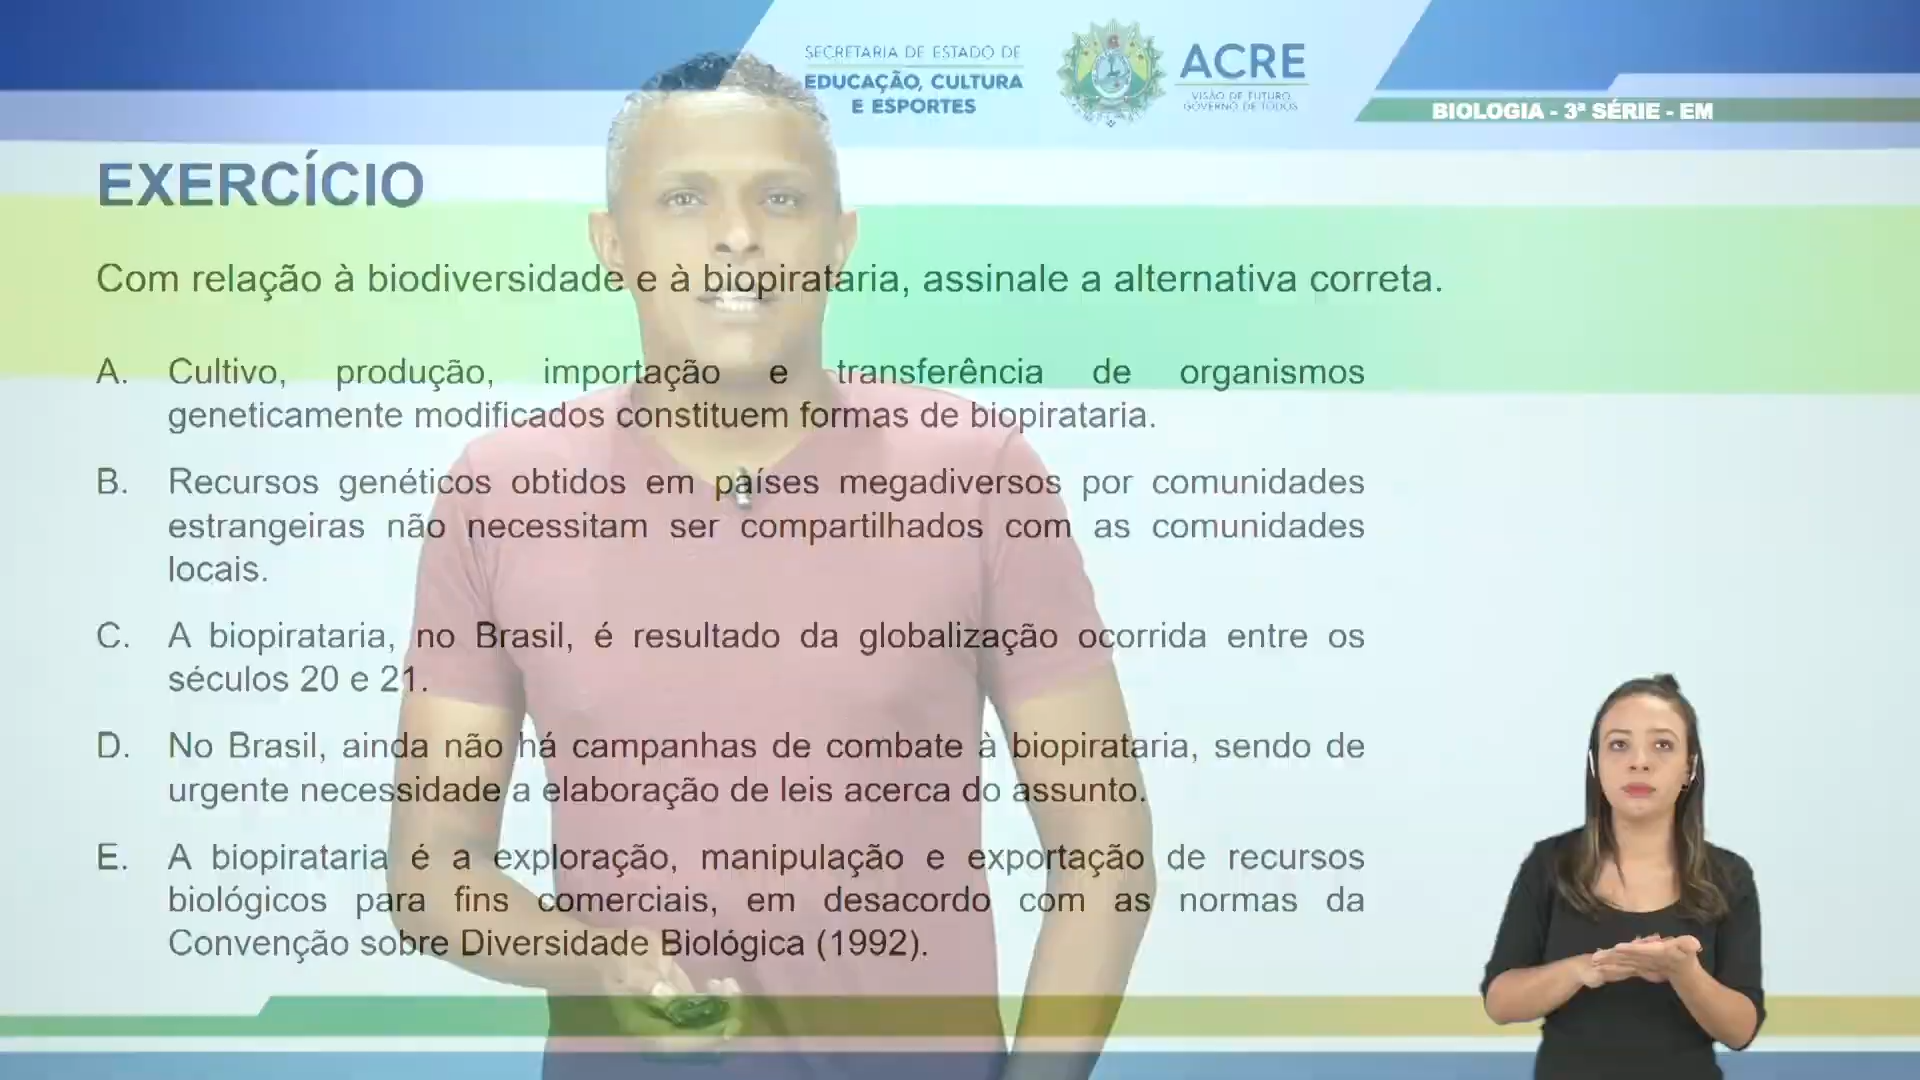 SECRETARIA DE ESTADO DE
EDUCAÇÃO, CULTURA
E ESPORTES
ACRE
VISÃO DE FUTURO
GOVERNO DE TODOS
BIOLOGIA - 3ª SÉRIE - EM
EXERCÍCIO
Com relação à biodiversidade e à biopirataria, assinale a alternativa correta.
A. Cultivo, produção, importação e transferência de organismos
geneticamente modificados constituem formas de biopirataria.
B. Recursos genéticos obtidos em países megadiversos por comunidades
estrangeiras não necessitam ser compartilhados com as comunidades
locais.
C. A biopirataria, no Brasil, é resultado da globalização ocorrida entre os
séculos 20 e 21.
D. No Brasil, ainda não há campanhas de combate à biopirataria, sendo de
urgente necessidade a elaboração de leis acerca do assunto.
E. A biopirataria é a exploração, manipulação e exportação de recursos
biológicos para fins comerciais, em desacordo com as normas da
Convenção sobre Diversidade Biológica (1992).